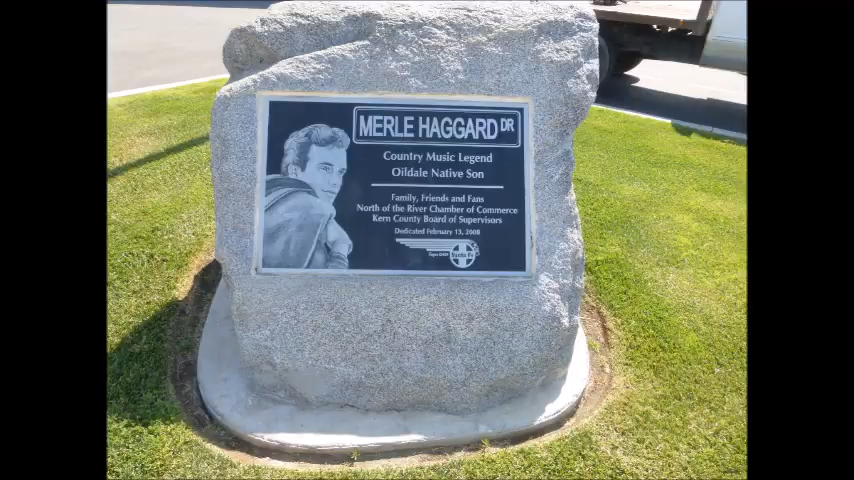 MERLE HAGGARD DR
Country Music Legend
Oildale Native Son
Family, Friends and Fans
North of the River Chamber of Commerce
Kern County Board of Supervisors
Dedicated February 13, 2008
Santa Fe